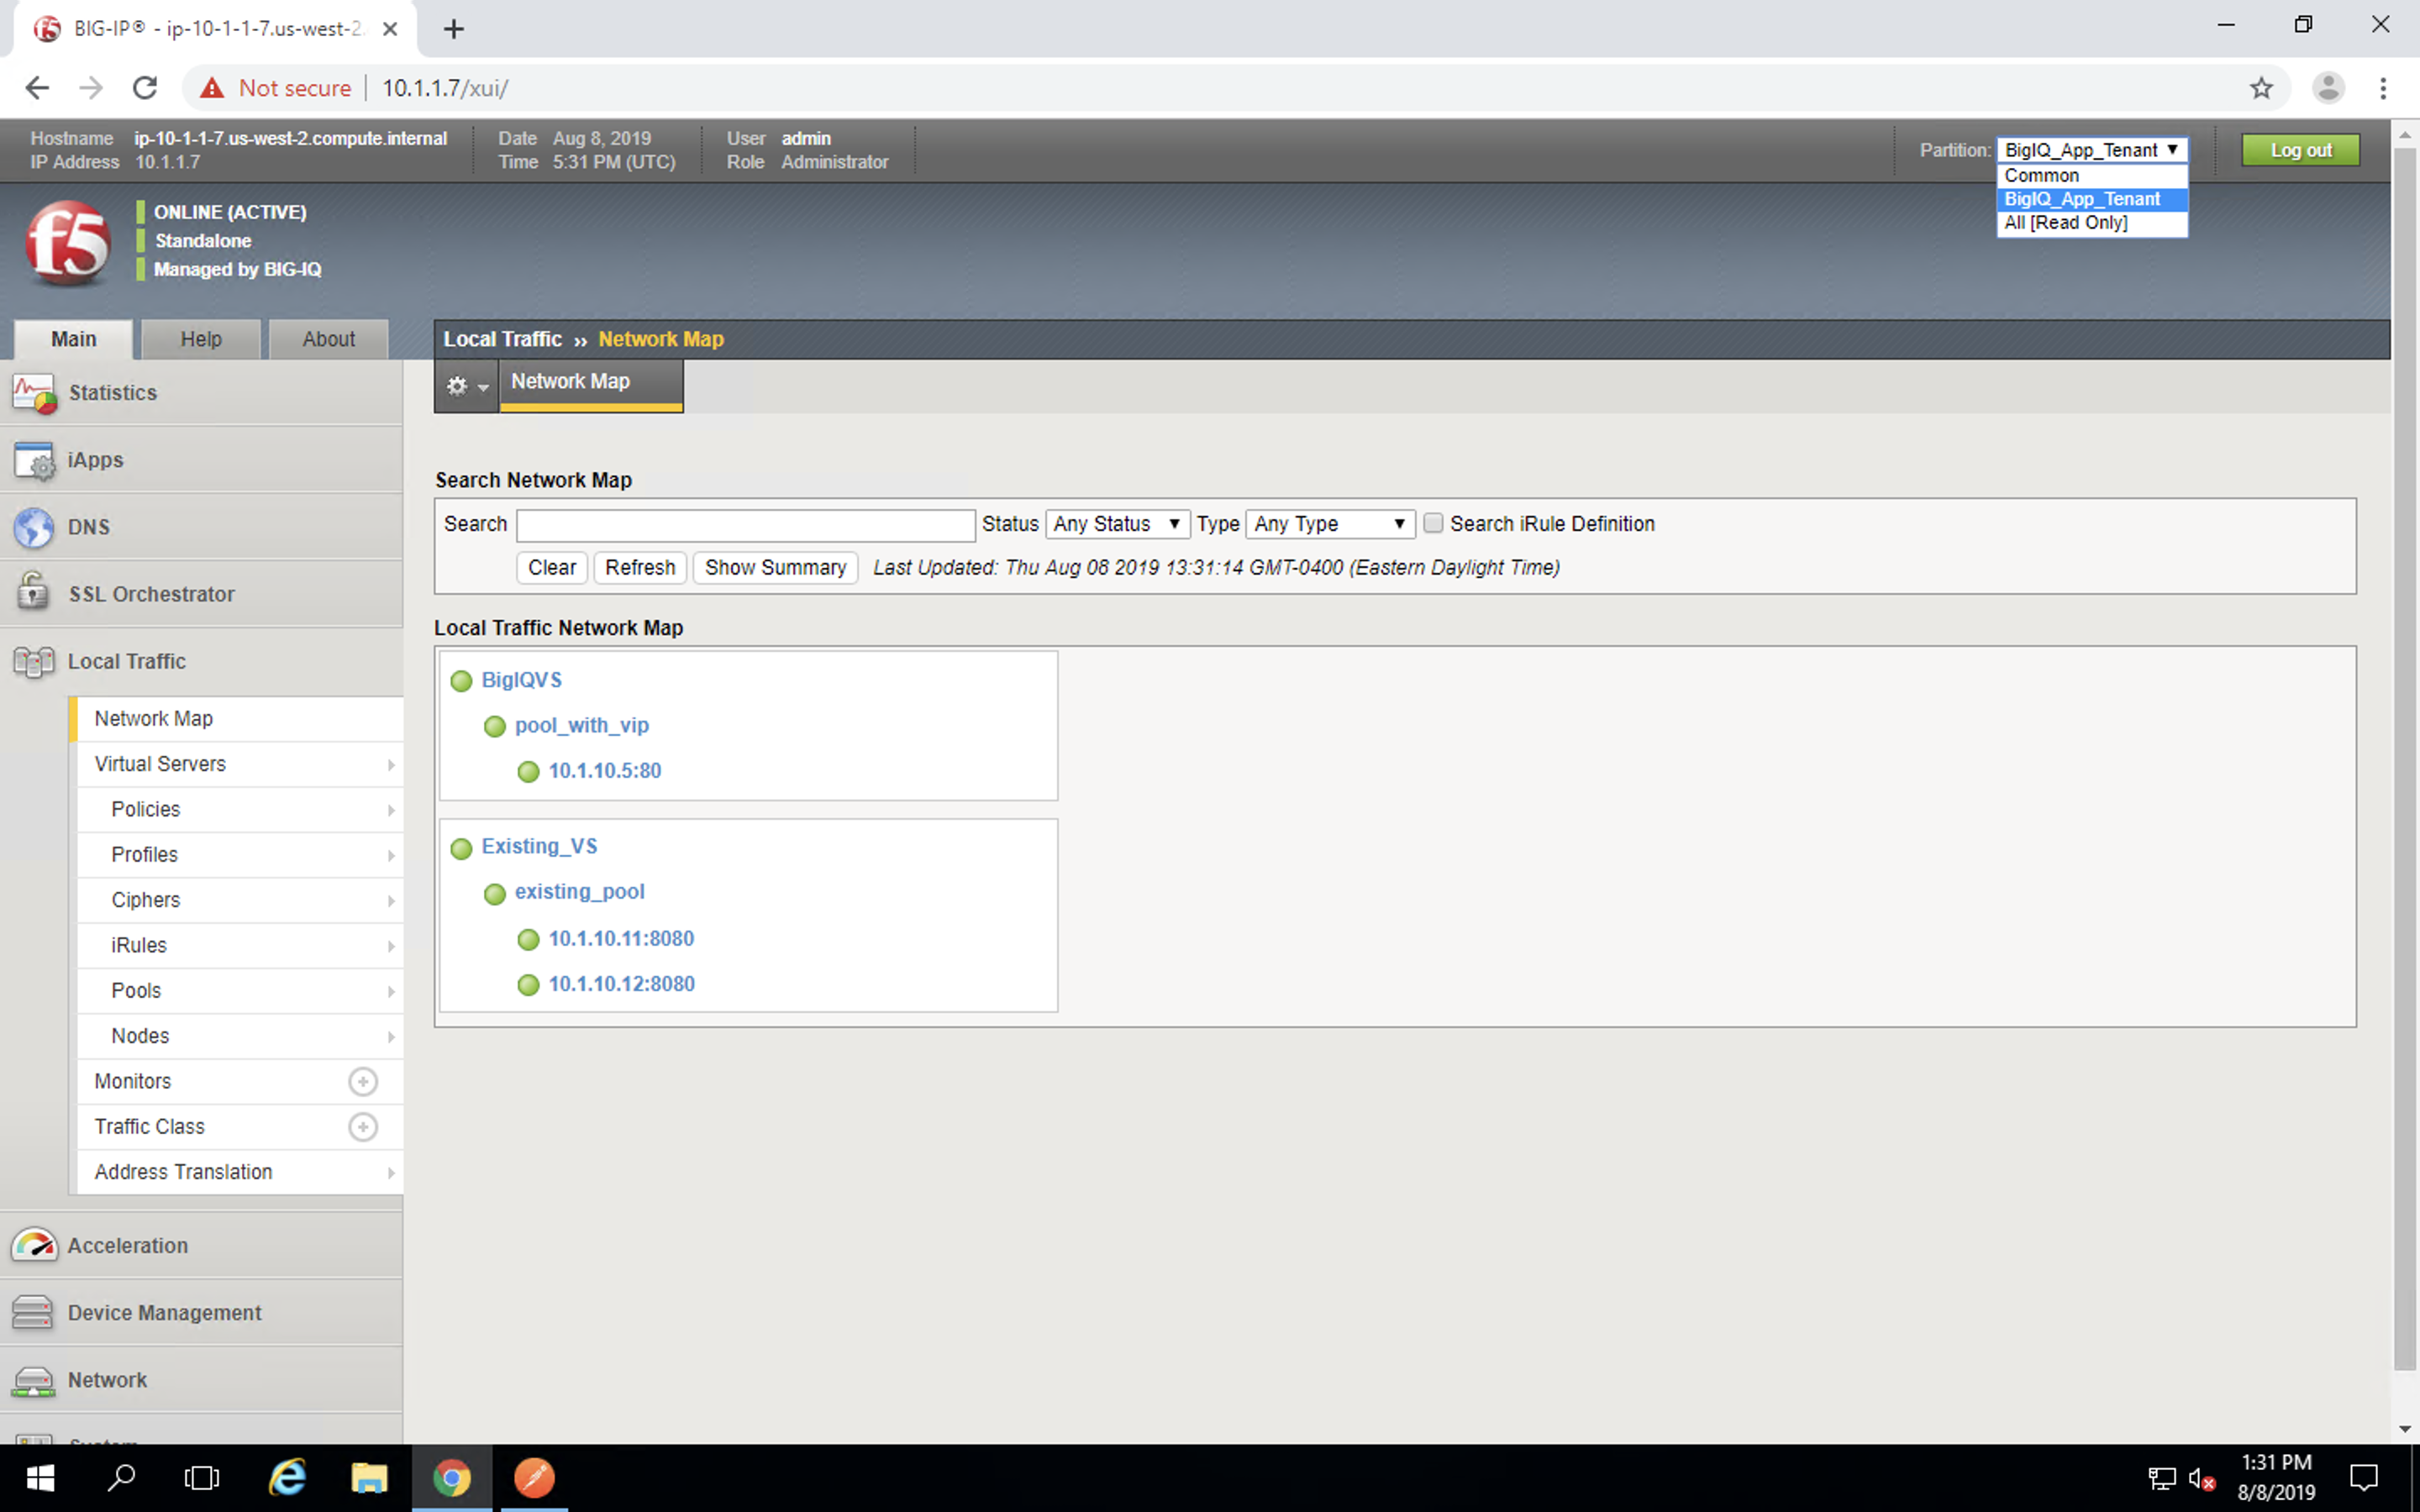 BIG-IP® - ip-10-1-1-7.us-west-2.
Not secure
10.1.1.7/xui/
Hostname ip-10-1-1-7.us-west-2.compute.internal
IP Address 10.1.1.7
Date Aug 8, 2019
Time 5:31 PM (UTC)
User admin
Role Administrator
Partition: BigIQ_App_Tenant
Common
BigIQ_App_Tenant
All [Read Only]
Log out
f5
ONLINE (ACTIVE)
Standalone
Managed by BIG-IQ
Main
Help
About
Local Traffic ›› Network Map
Network Map
Statistics
iApps
DNS
SSL Orchestrator
Local Traffic
Network Map
Virtual Servers
Policies
Profiles
Ciphers
iRules
Pools
Nodes
Monitors
Traffic Class
Address Translation
Acceleration
Device Management
Network
Search Network Map
Search Status Any Status Type Any Type Search iRule Definition
Clear Refresh Show Summary Last Updated: Thu Aug 08 2019 13:31:14 GMT-0400 (Eastern Daylight Time)
Local Traffic Network Map
BigIQVS
pool_with_vip
10.1.10.5:80
Existing_VS
existing_pool
10.1.10.11:8080
10.1.10.12:8080
1:31 PM
8/8/2019